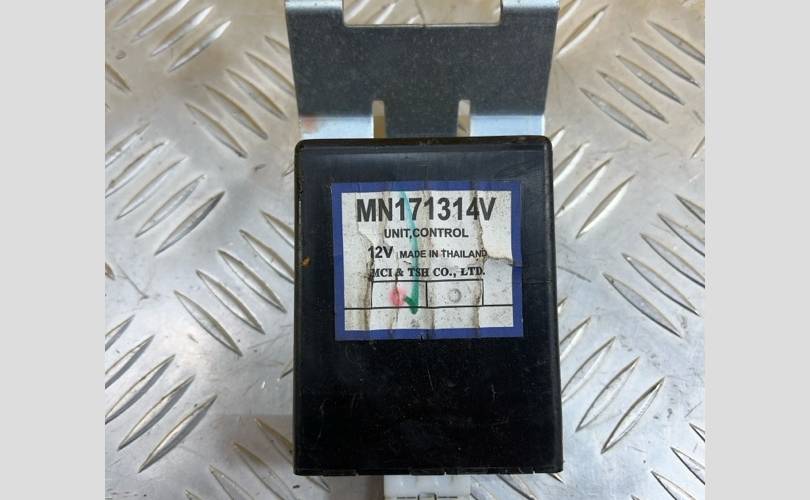 MN171314V
UNIT,CONTROL
12V MADE IN THAILAND
MCI & TSH CO., LTD.